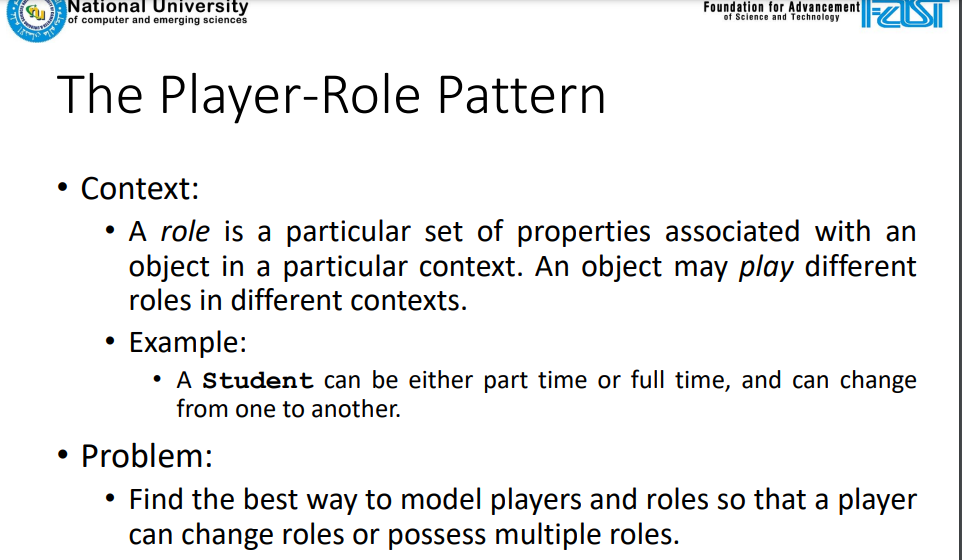 National University
of computer and emerging sciences
Foundation for Advancement
of Science and Technology
The Player-Role Pattern
• Context:
• A role is a particular set of properties associated with an
object in a particular context. An object may play different
roles in different contexts.
• Example:
• A Student can be either part time or full time, and can change
from one to another.
• Problem:
• Find the best way to model players and roles so that a player
can change roles or possess multiple roles.